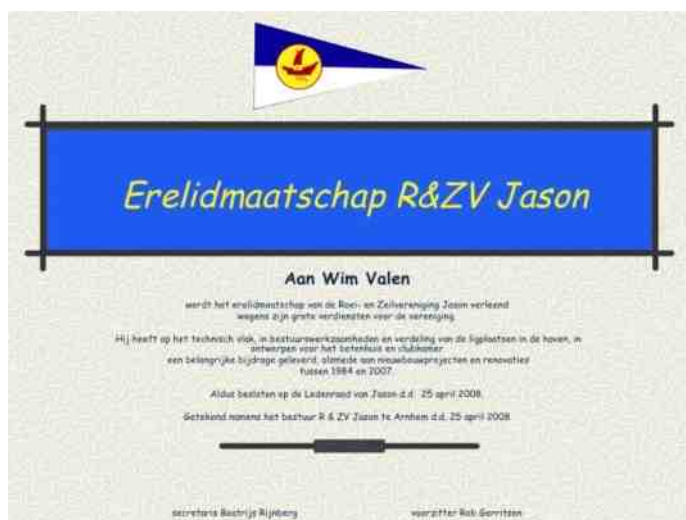 Erelidmaatschap R&ZV Jason
Aan Wim Valen
wordt het erelidmaatschap van de Roei- en Zeilvereniging Jason verleend
wegens zijn grote verdiensten voor de vereniging.
Hij heeft op het technisch vlak, in bestuurswerkzaamheden en verdeling van de ligplaatsen in de haven, in
ontwerpen voor het botenhuis en clubkamer
een belangrijke bijdrage geleverd, alsmede aan nieuwbouwprojecten en renovaties
tussen 1984 en 2007.
Aldus besloten op de Ledenraad van Jason d.d. 25 april 2008.
Getekend namens het bestuur R & ZV Jason te Arnhem d.d. 25 april 2008
secretaris Beatrijs Rijnberg
voorzitter Rob Gerritsen